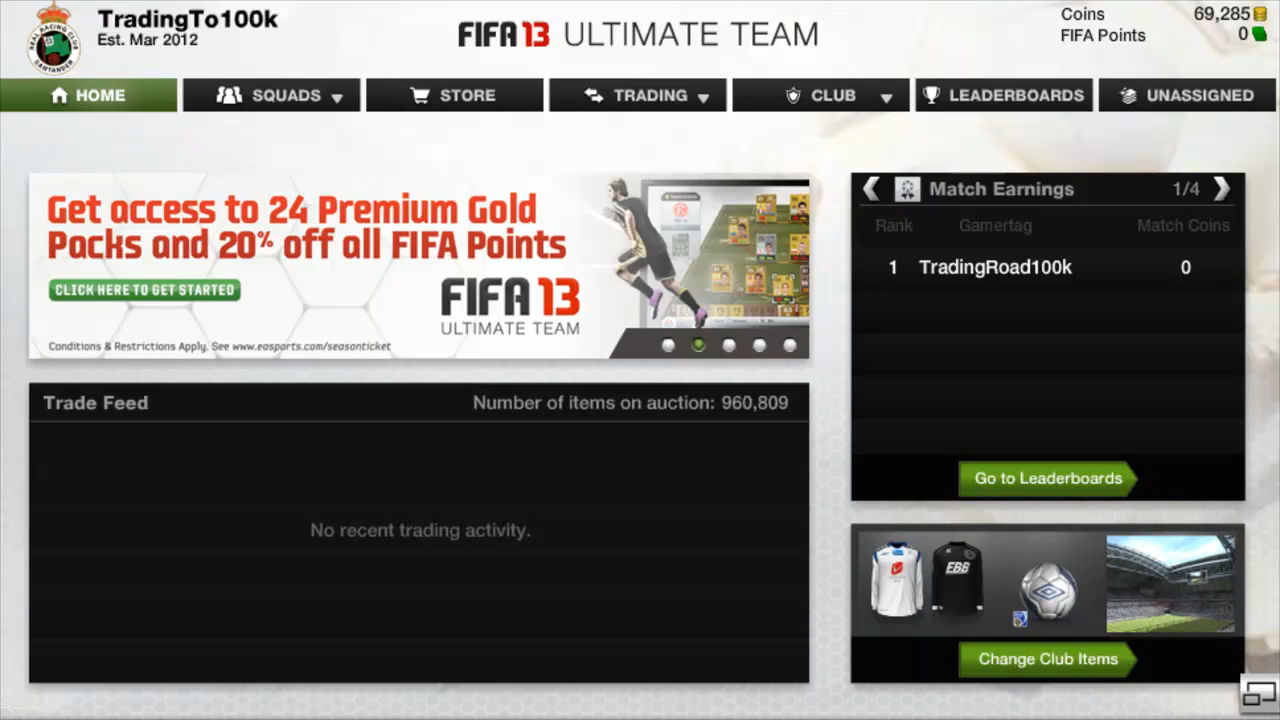 TradingTo100k
Est. Mar 2012
FIFA 13 ULTIMATE TEAM
Coins 69,285
FIFA Points 0
HOME SQUADS STORE TRADING CLUB LEADERBOARDS UNASSIGNED
Get access to 24 Premium Gold
Packs and 20% off all FIFA Points
CLICK HERE TO GET STARTED
FIFA 13
ULTIMATE TEAM
Conditions & Restrictions Apply. See www.easports.com/seasonticket
Match Earnings 1/4
Rank Gamertag Match Coins
1 TradingRoad100k 0
Go to Leaderboards
Trade Feed Number of items on auction: 960,809
No recent trading activity.
EBB
Change Club Items